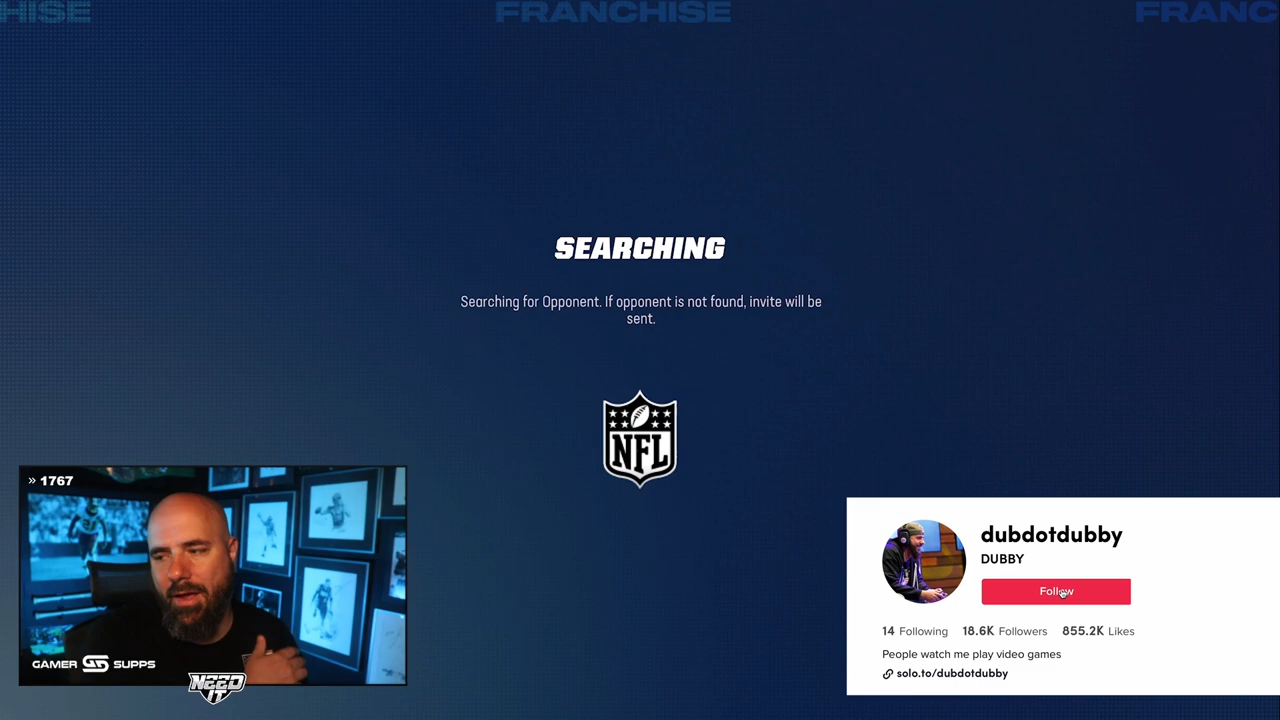 HISE
FRANCHISE
FRANC
SEARCHING
Searching for Opponent. If opponent is not found, invite will be
sent.
NFL
» 1767
GAMER GS SUPPS
NEED
IT
dubdotdubby
DUBBY
Follow
14 Following 18.6K Followers 855.2K Likes
People watch me play video games
solo.to/dubdotdubby